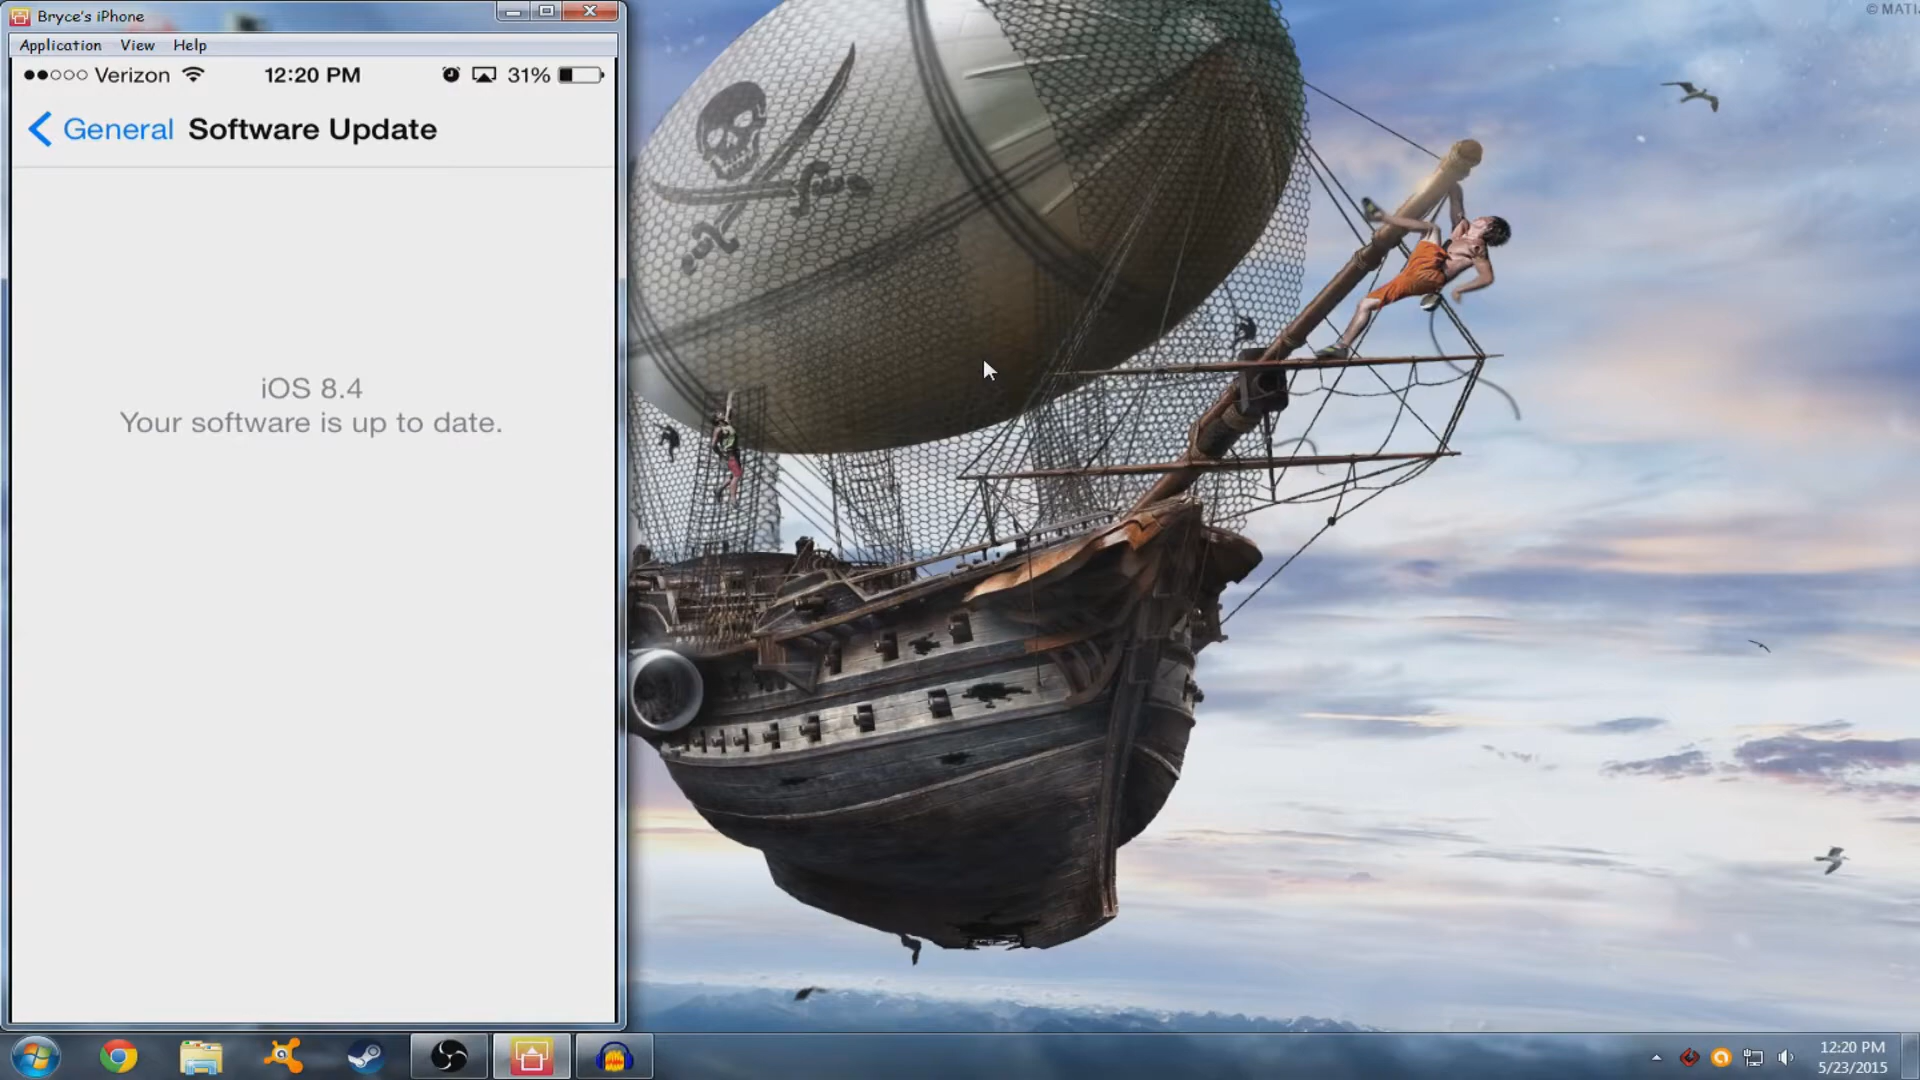 Bryce's iPhone
Application View Help
Verizon 12:20 PM 31%
General Software Update
iOS 8.4
Your software is up to date.
© MATI
12:20 PM
5/23/2015